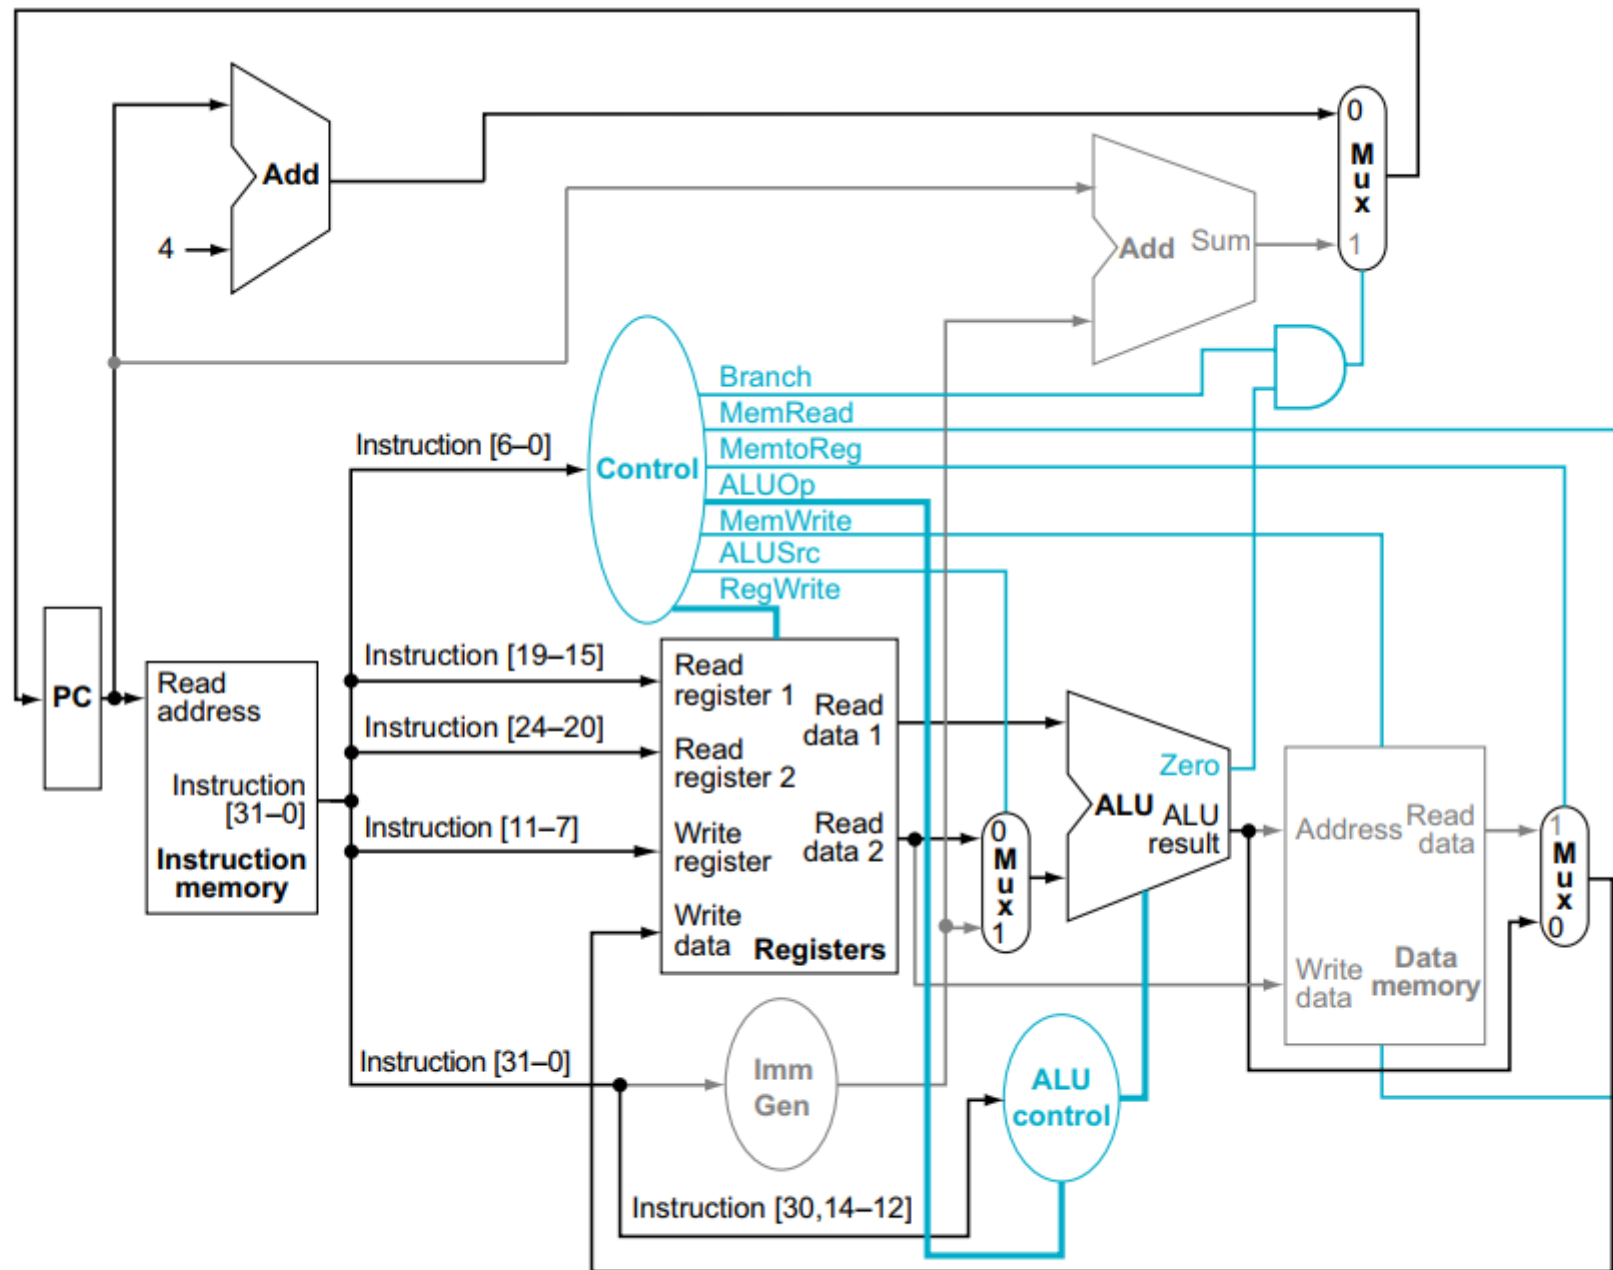 0
M
u
x
1
Add
4
Add Sum
Branch
MemRead
Instruction [6–0]
MemtoReg
Control
ALUOp
MemWrite
ALUSrc
RegWrite
PC
Read
address
Instruction
[31–0]
Instruction
memory
Instruction [19–15]
Instruction [24–20]
Instruction [11–7]
Read
register 1
Read
register 2
Write
register
Write
data
Read
data 1
Read
data 2
Registers
0
M
u
x
1
Zero
ALU
ALU
result
Address
Read
data
Write
data
Data
memory
1
M
u
x
0
Instruction [31–0]
Imm
Gen
ALU
control
Instruction [30,14–12]